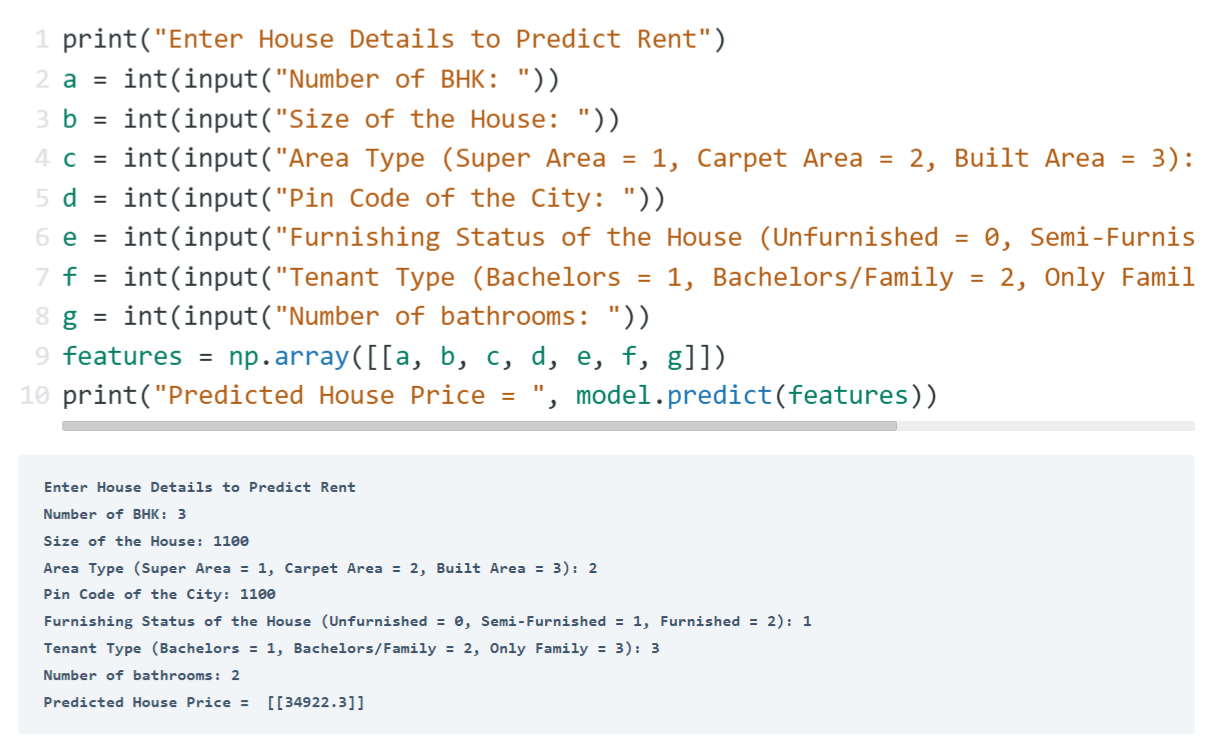 1 print("Enter House Details to Predict Rent")
2 a = int(input("Number of BHK: "))
3 b = int(input("Size of the House: "))
4 c = int(input("Area Type (Super Area = 1, Carpet Area = 2, Built Area = 3):
5 d = int(input("Pin Code of the City: "))
6 e = int(input("Furnishing Status of the House (Unfurnished = 0, Semi-Furnis
7 f = int(input("Tenant Type (Bachelors = 1, Bachelors/Family = 2, Only Famil
8 g = int(input("Number of bathrooms: "))
9 features = np.array([[a, b, c, d, e, f, g]])
10 print("Predicted House Price = ", model.predict(features))
Enter House Details to Predict Rent
Number of BHK: 3
Size of the House: 1100
Area Type (Super Area = 1, Carpet Area = 2, Built Area = 3): 2
Pin Code of the City: 1100
Furnishing Status of the House (Unfurnished = 0, Semi-Furnished = 1, Furnished = 2): 1
Tenant Type (Bachelors = 1, Bachelors/Family = 2, Only Family = 3): 3
Number of bathrooms: 2
Predicted House Price =  [[34922.3]]